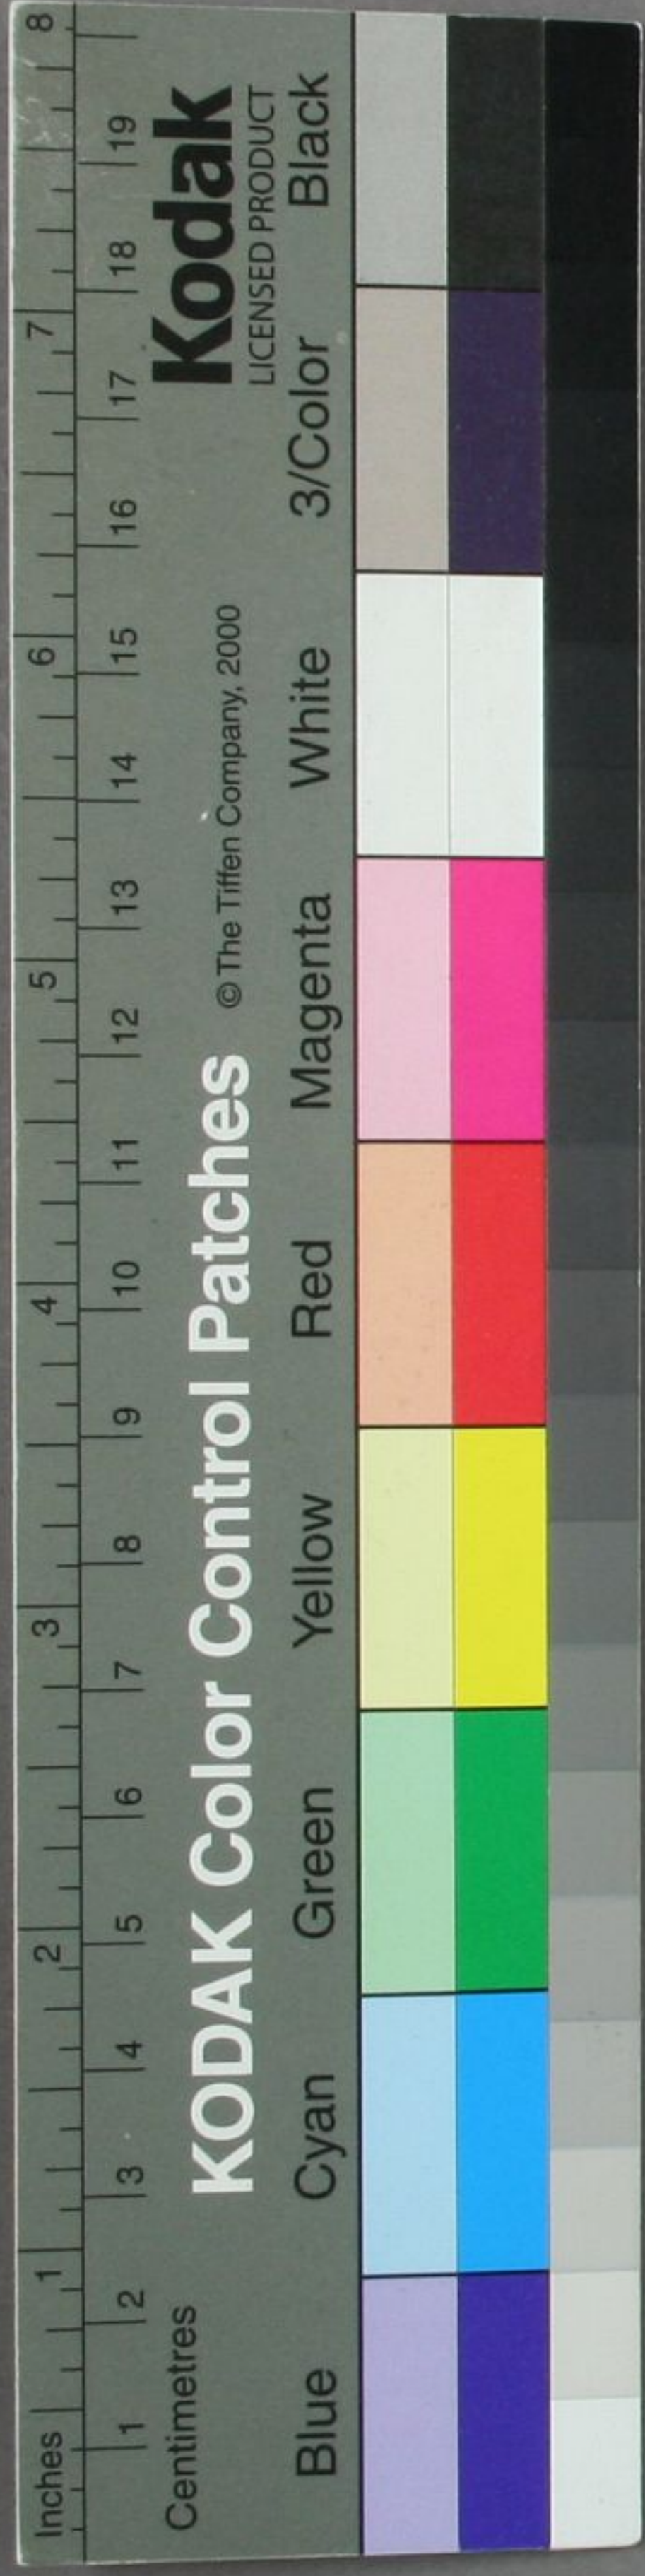 Inches 1 2 3 4 5 6 7 8
1 2 3 4 5 6 7 8 9 10 11 12 13 14 15 16 17 18 19
Centimetres
KODAK Color Control Patches
© The Tiffen Company, 2000
Kodak
LICENSED PRODUCT
Blue Cyan Green Yellow Red Magenta White 3/Color Black